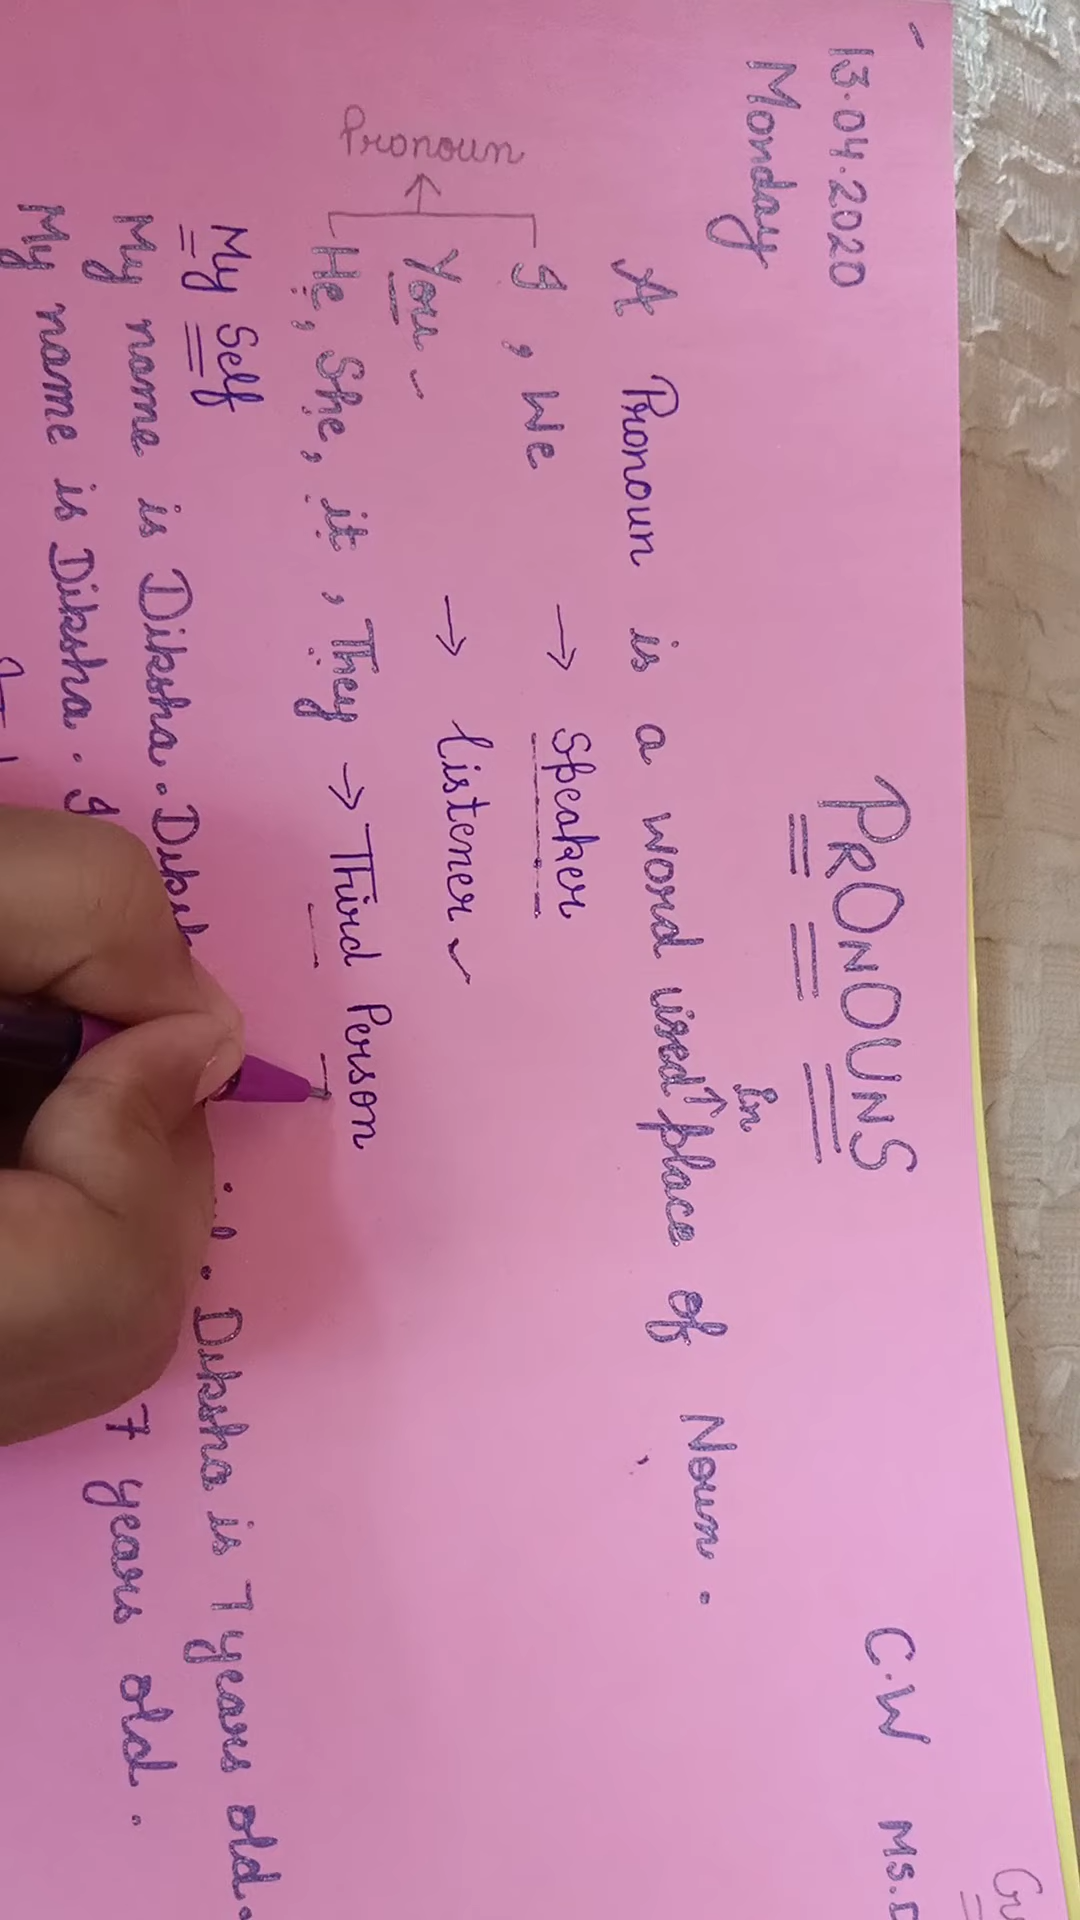 13.04.2020 C.W MS.
Monday
PRONOUNS
In
A Pronoun is a word used ↑ place of Noun.
Pronoun
I, We → Speaker
You → listener
He, She, it, They → Third Person
My Self
My name is Diksha. Diksha is 7 years old.
My name is Diksha. I 7 years old.